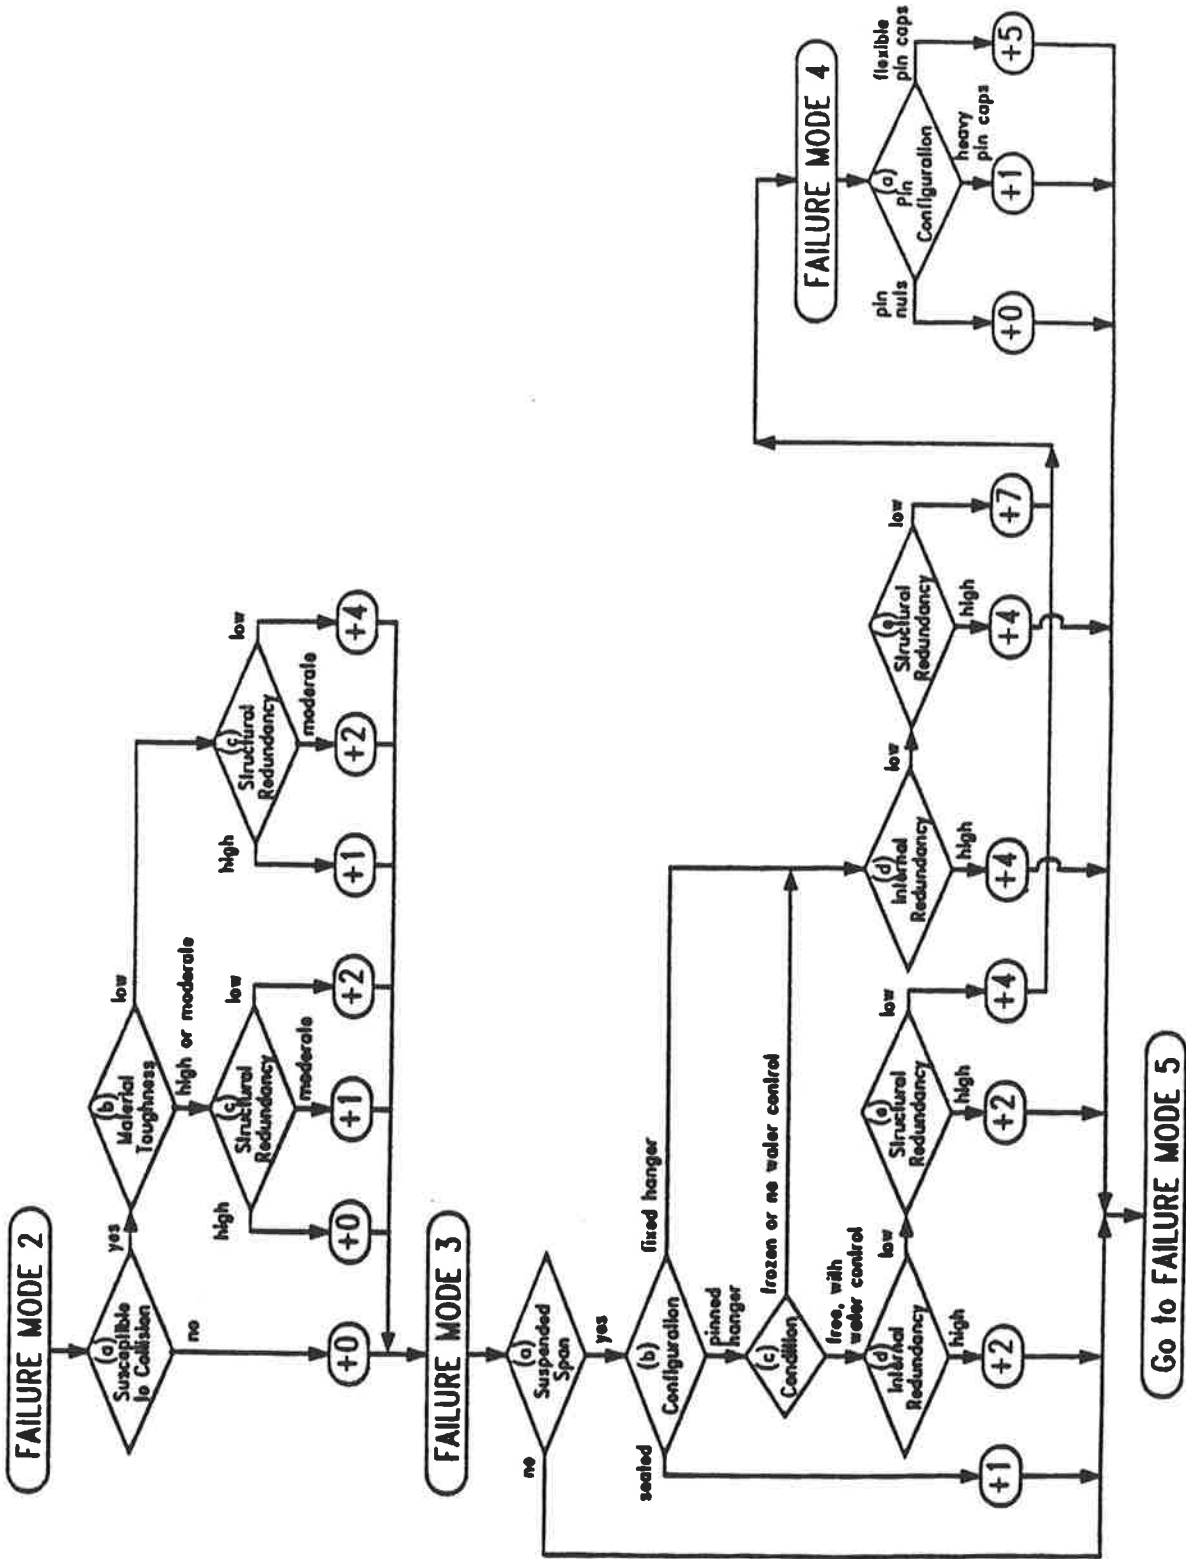 FAILURE MODE 2
(a)
Susceptible
to Collision
yes
no
(b)
Material
Toughness
low
high or moderate
(c)
Structural
Redundancy
high
moderate
low
(c)
Structural
Redundancy
high
moderate
low
+0
+0
+1
+2
+1
+2
+4
FAILURE MODE 3
(a)
Suspended
Span
no
yes
(b)
Configuration
seated
pinned
hanger
fixed hanger
(c)
Condition
frozen or no water control
free, with
water control
(d)
Internal
Redundancy
low
high
(e)
Structural
Redundancy
low
high
(d)
Internal
Redundancy
low
high
(e)
Structural
Redundancy
low
high
+1
+2
+2
+4
+4
+4
+7
FAILURE MODE 4
(a)
Pin
Configuration
pin
nuts
heavy
pin caps
flexible
pin caps
+0
+1
+5
Go to FAILURE MODE 5